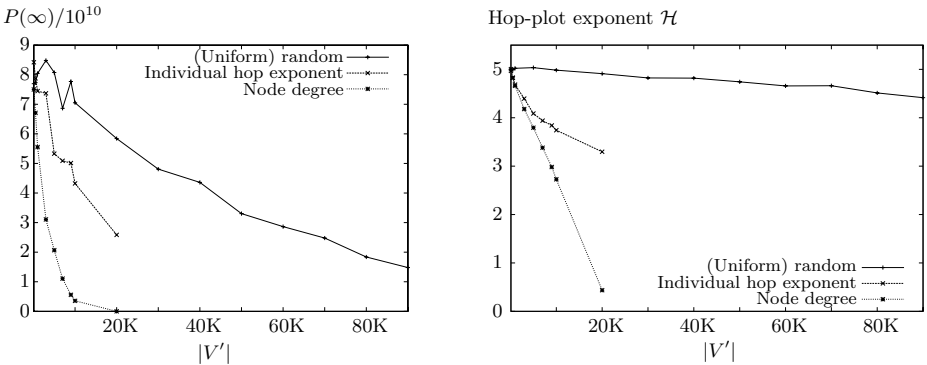 P(∞)/10^10
9
8
7
6
5
4
3
2
1
0
20K 40K 60K 80K
|V′|
(Uniform) random
Individual hop exponent
Node degree
Hop-plot exponent ℋ
5
4
3
2
1
0
20K 40K 60K 80K
|V′|
(Uniform) random
Individual hop exponent
Node degree